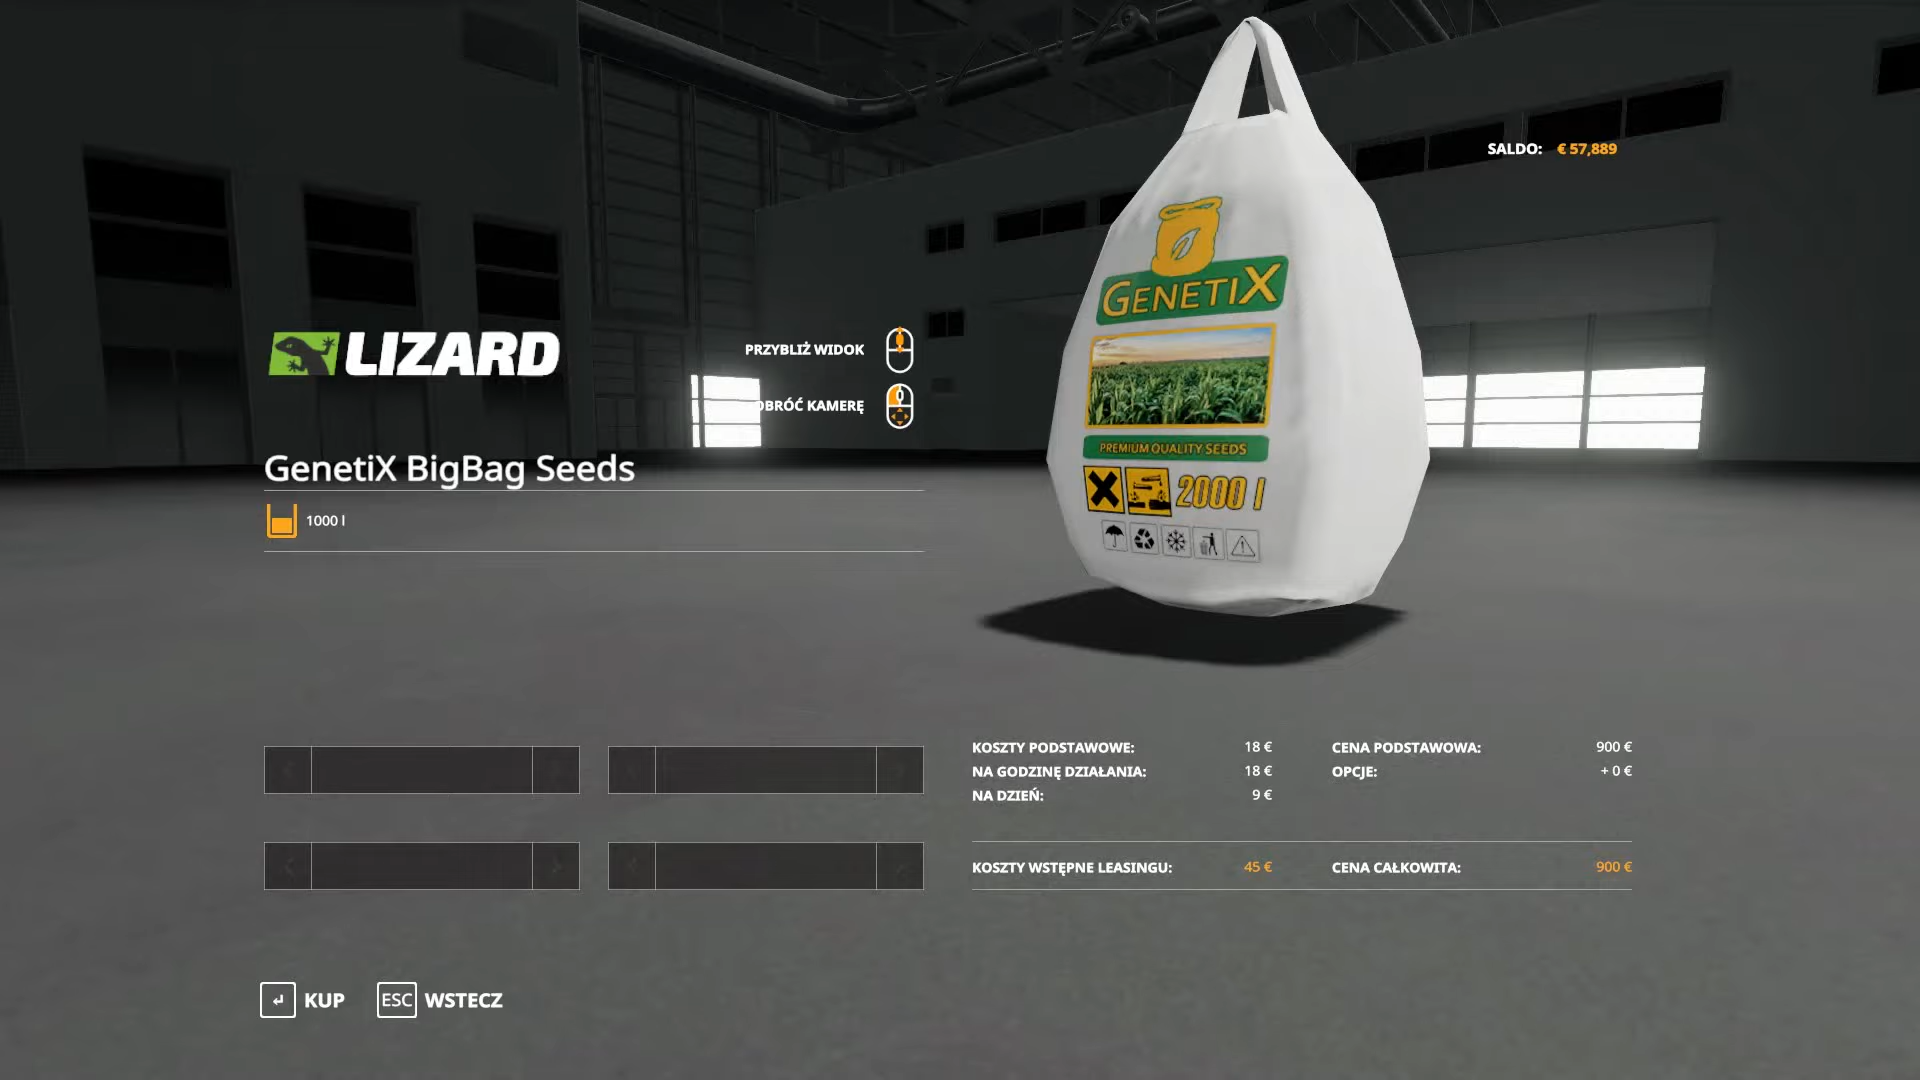 SALDO: € 57,889
LIZARD
PRZYBLIŻ WIDOK
OBRÓĆ KAMERĘ
GenetiX BigBag Seeds
1000 l
GENETIX
PREMIUM QUALITY SEEDS
2000 l
KOSZTY PODSTAWOWE: 18 €
NA GODZINĘ DZIAŁANIA: 18 €
NA DZIEŃ: 9 €
CENA PODSTAWOWA: 900 €
OPCJE: + 0 €
KOSZTY WSTĘPNE LEASINGU: 45 €
CENA CAŁKOWITA: 900 €
KUP
ESC WSTECZ